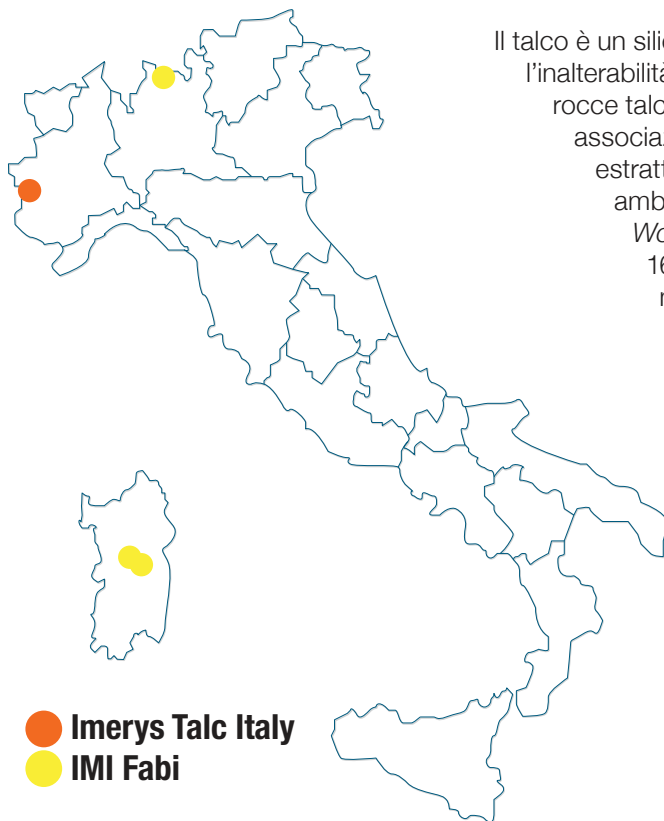 Il talco è un silic
l’inalterabilità
rocce talc
associa
estratt
amb
Wo
16
Imerys Talc Italy
IMI Fabi